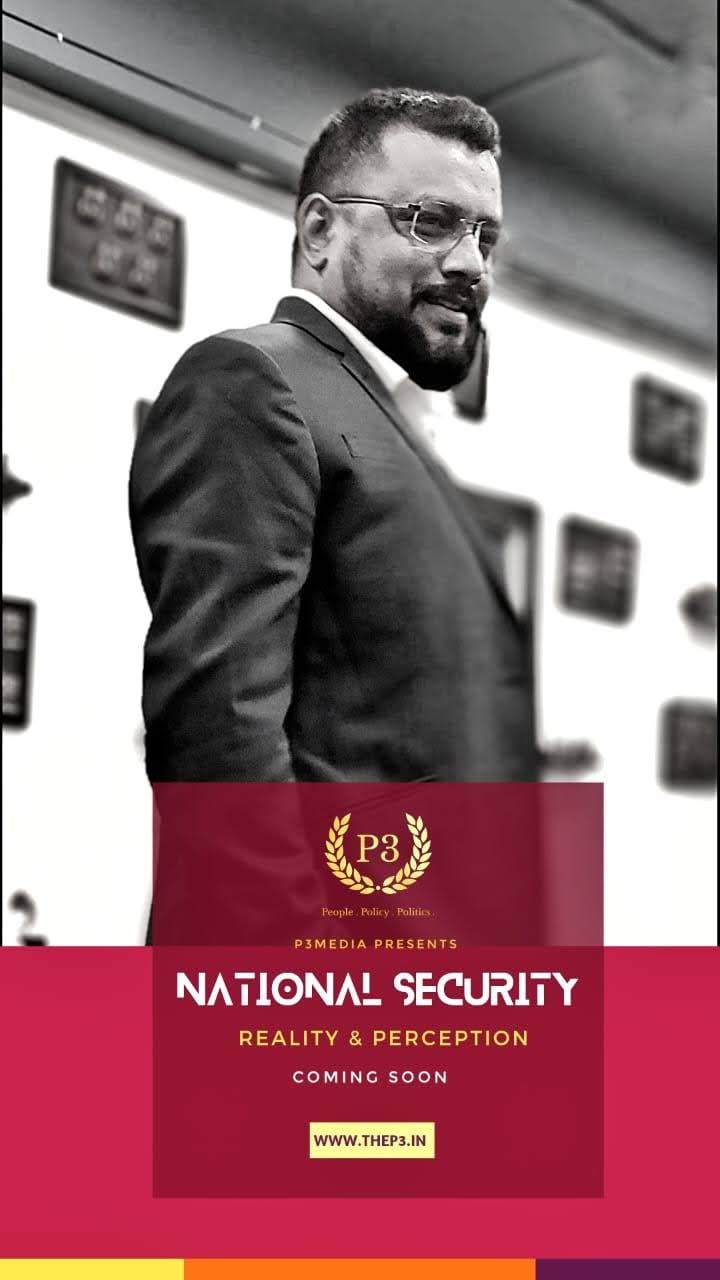 P3
People . Policy . Politics .
P3MEDIA PRESENTS
NATIONAL SECURITY
REALITY & PERCEPTION
COMING SOON
WWW.THEP3.IN